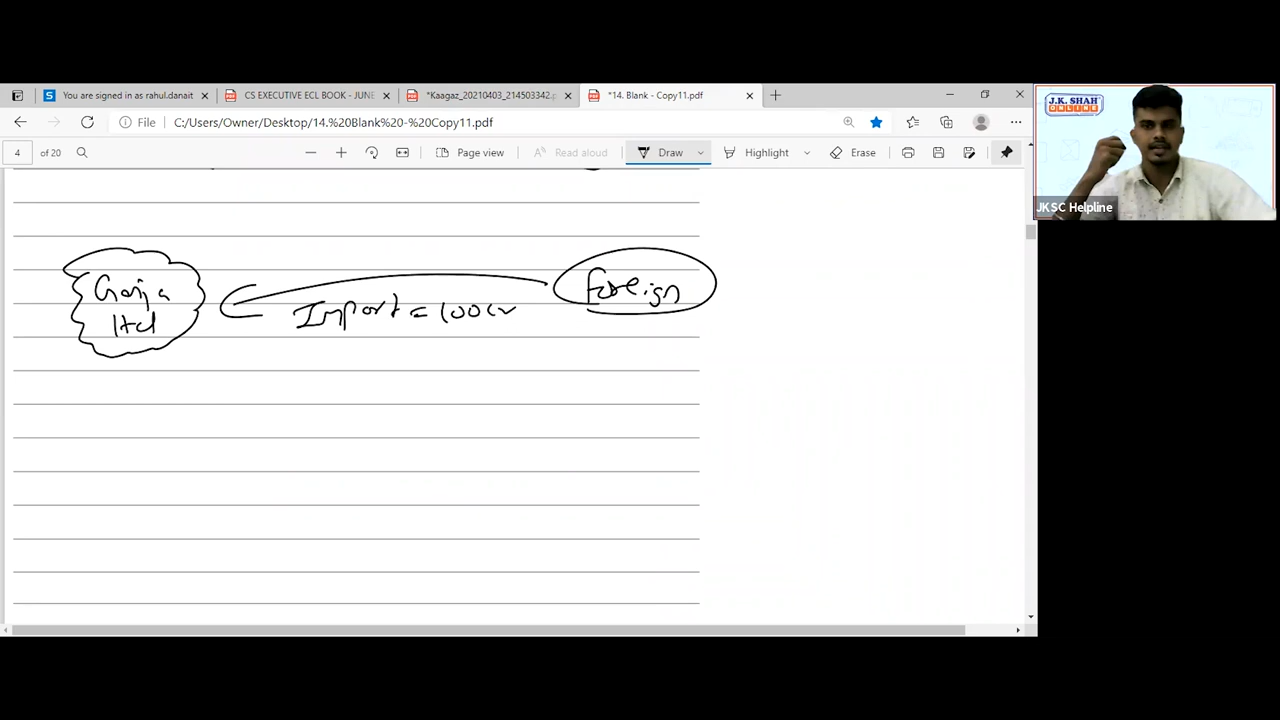 You are signed in as rahul.danait
CS EXECUTIVE ECL BOOK - JUNE
*Kaagaz_20210403_214503342.p
*14. Blank - Copy11.pdf
File
C:/Users/Owner/Desktop/14.%20Blank%20-%20Copy11.pdf
4 of 20
Page view
Read aloud
Draw
Highlight
Erase
J.K. SHAH
ONLINE
JKSC Helpline
ltd
Import = 100cr
Foreign